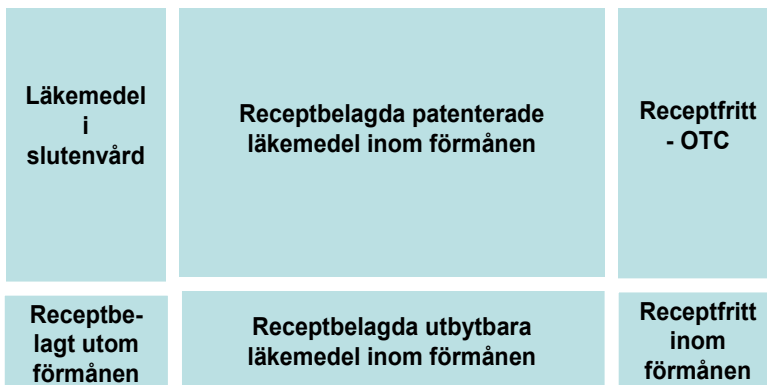 Läkemedel
i
slutenvård
Receptbelagda patenterade
läkemedel inom förmånen
Receptfritt
- OTC
Receptbe-
lagt utom
förmånen
Receptbelagda utbytbara
läkemedel inom förmånen
Receptfritt
inom
förmånen